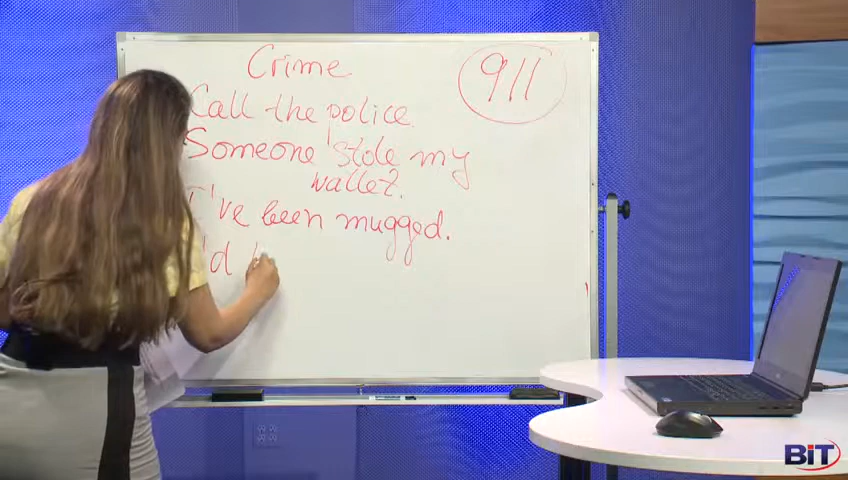 Crime
911
Call the police.
Someone stole my
wallet.
I've been mugged.
I'd
BiT